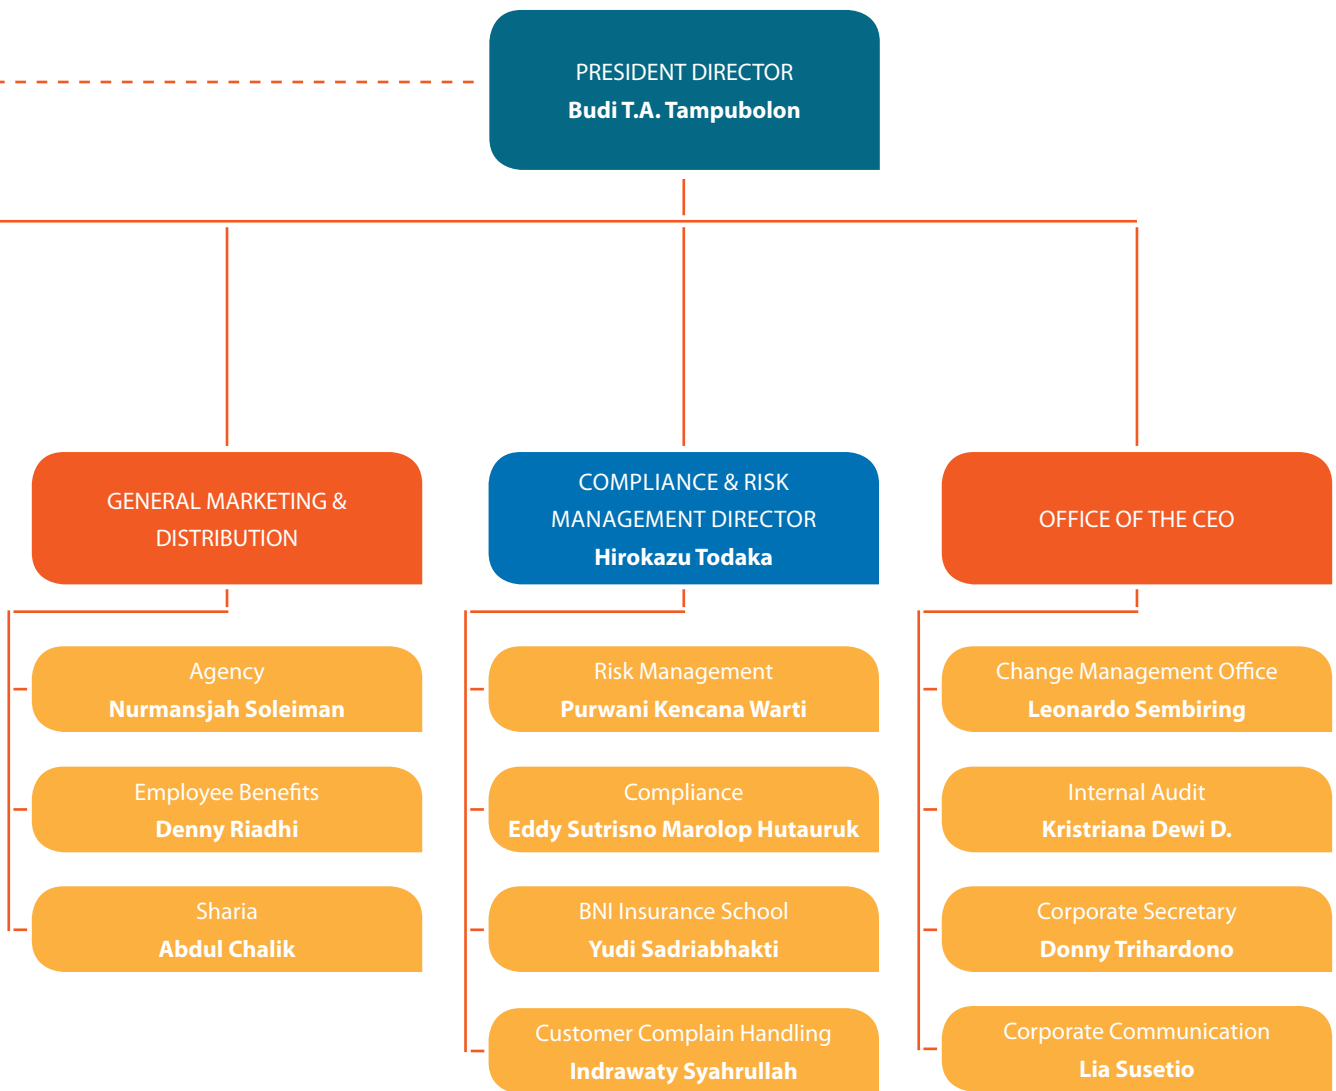 PRESIDENT DIRECTOR
Budi T.A. Tampubolon
GENERAL MARKETING &
DISTRIBUTION
Agency
Nurmansjah Soleiman
Employee Benefits
Denny Riadhi
Sharia
Abdul Chalik
COMPLIANCE & RISK
MANAGEMENT DIRECTOR
Hirokazu Todaka
Risk Management
Purwani Kencana Warti
Compliance
Eddy Sutrisno Marolop Hutauruk
BNI Insurance School
Yudi Sadriabhakti
Customer Complain Handling
Indrawaty Syahrullah
OFFICE OF THE CEO
Change Management Office
Leonardo Sembiring
Internal Audit
Kristriana Dewi D.
Corporate Secretary
Donny Trihardono
Corporate Communication
Lia Susetio